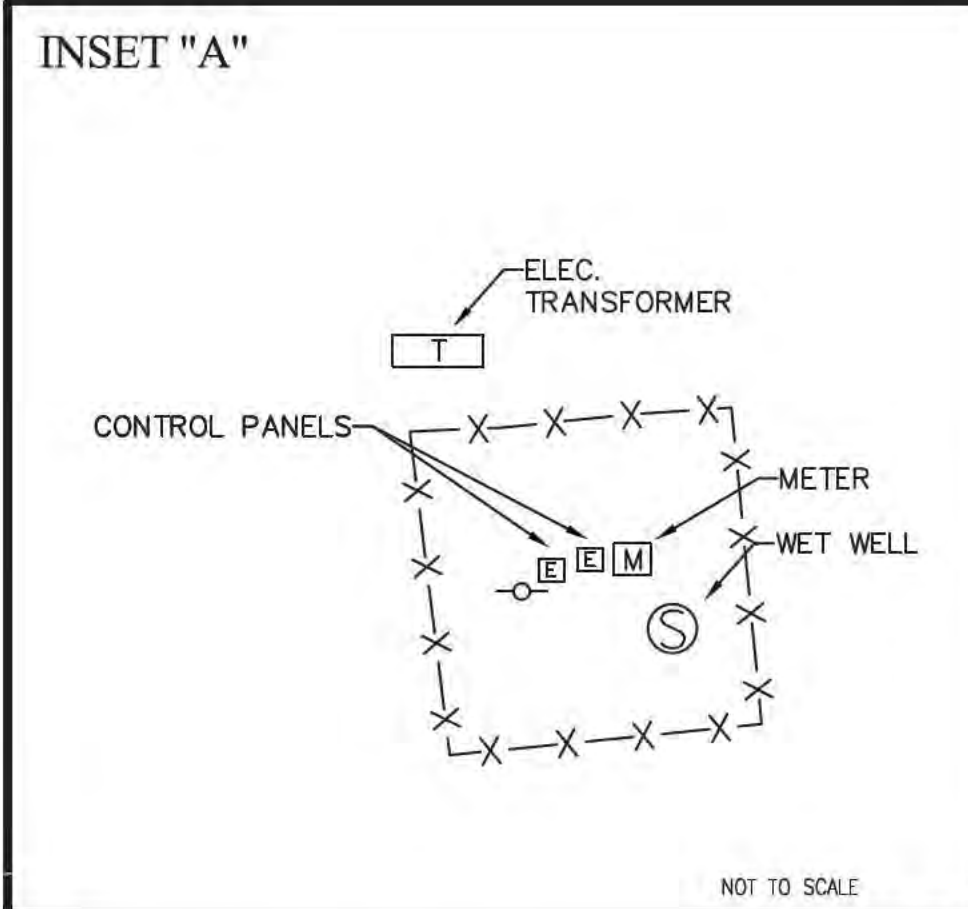 INSET "A"
ELEC.
TRANSFORMER
T
CONTROL PANELS
METER
WET WELL
E
E
M
S
NOT TO SCALE